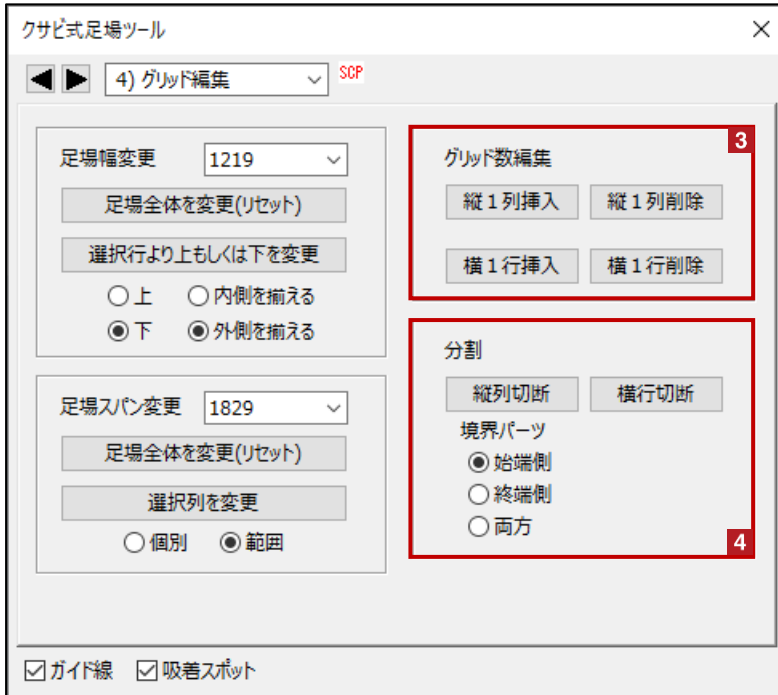 クサビ式足場ツール
4) グリッド編集 SCP
足場幅変更 1219
足場全体を変更(リセット)
選択行より上もしくは下を変更
上 内側を揃える
下 外側を揃える
足場スパン変更 1829
足場全体を変更(リセット)
選択列を変更
個別 範囲
3
グリッド数編集
縦1列挿入 縦1列削除
横1行挿入 横1行削除
分割
縦列切断 横行切断
境界パーツ
始端側
終端側
両方
4
ガイド線 吸着スポット